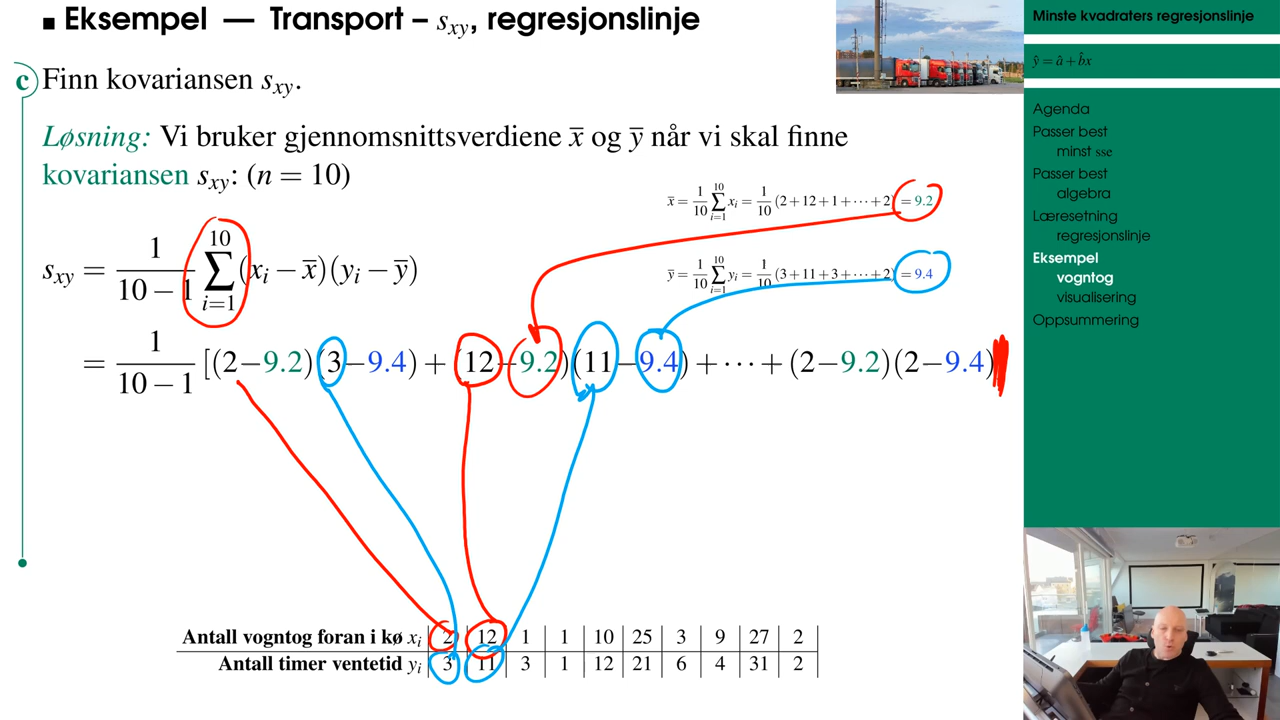 Eksempel — Transport – s_xy, regresjonslinje
c Finn kovariansen s_xy.
Løsning: Vi bruker gjennomsnittsverdiene x̄ og ȳ når vi skal finne
kovariansen s_xy: (n = 10)
x̄ = 1/10 ∑_{i=1}^{10} x_i = 1/10 (2+12+1+⋯+2) = 9.2
ȳ = 1/10 ∑_{i=1}^{10} y_i = 1/10 (3+11+3+⋯+2) = 9.4
s_xy = 1/(10−1) ∑_{i=1}^{10} (x_i − x̄)(y_i − ȳ)
= 1/(10−1) [(2−9.2)(3−9.4) + (12−9.2)(11−9.4) + ⋯ + (2−9.2)(2−9.4)
Antall vogntog foran i kø x_i | 2 | 12 | 1 | 1 | 10 | 25 | 3 | 9 | 27 | 2 |
Antall timer ventetid y_i | 3 | 11 | 3 | 1 | 12 | 21 | 6 | 4 | 31 | 2 |
Minste kvadraters regresjonslinje
ŷ = â + b̂x
Agenda
Passer best
minst sse
Passer best
algebra
Læresetning
regresjonslinje
Eksempel
vogntog
visualisering
Oppsummering